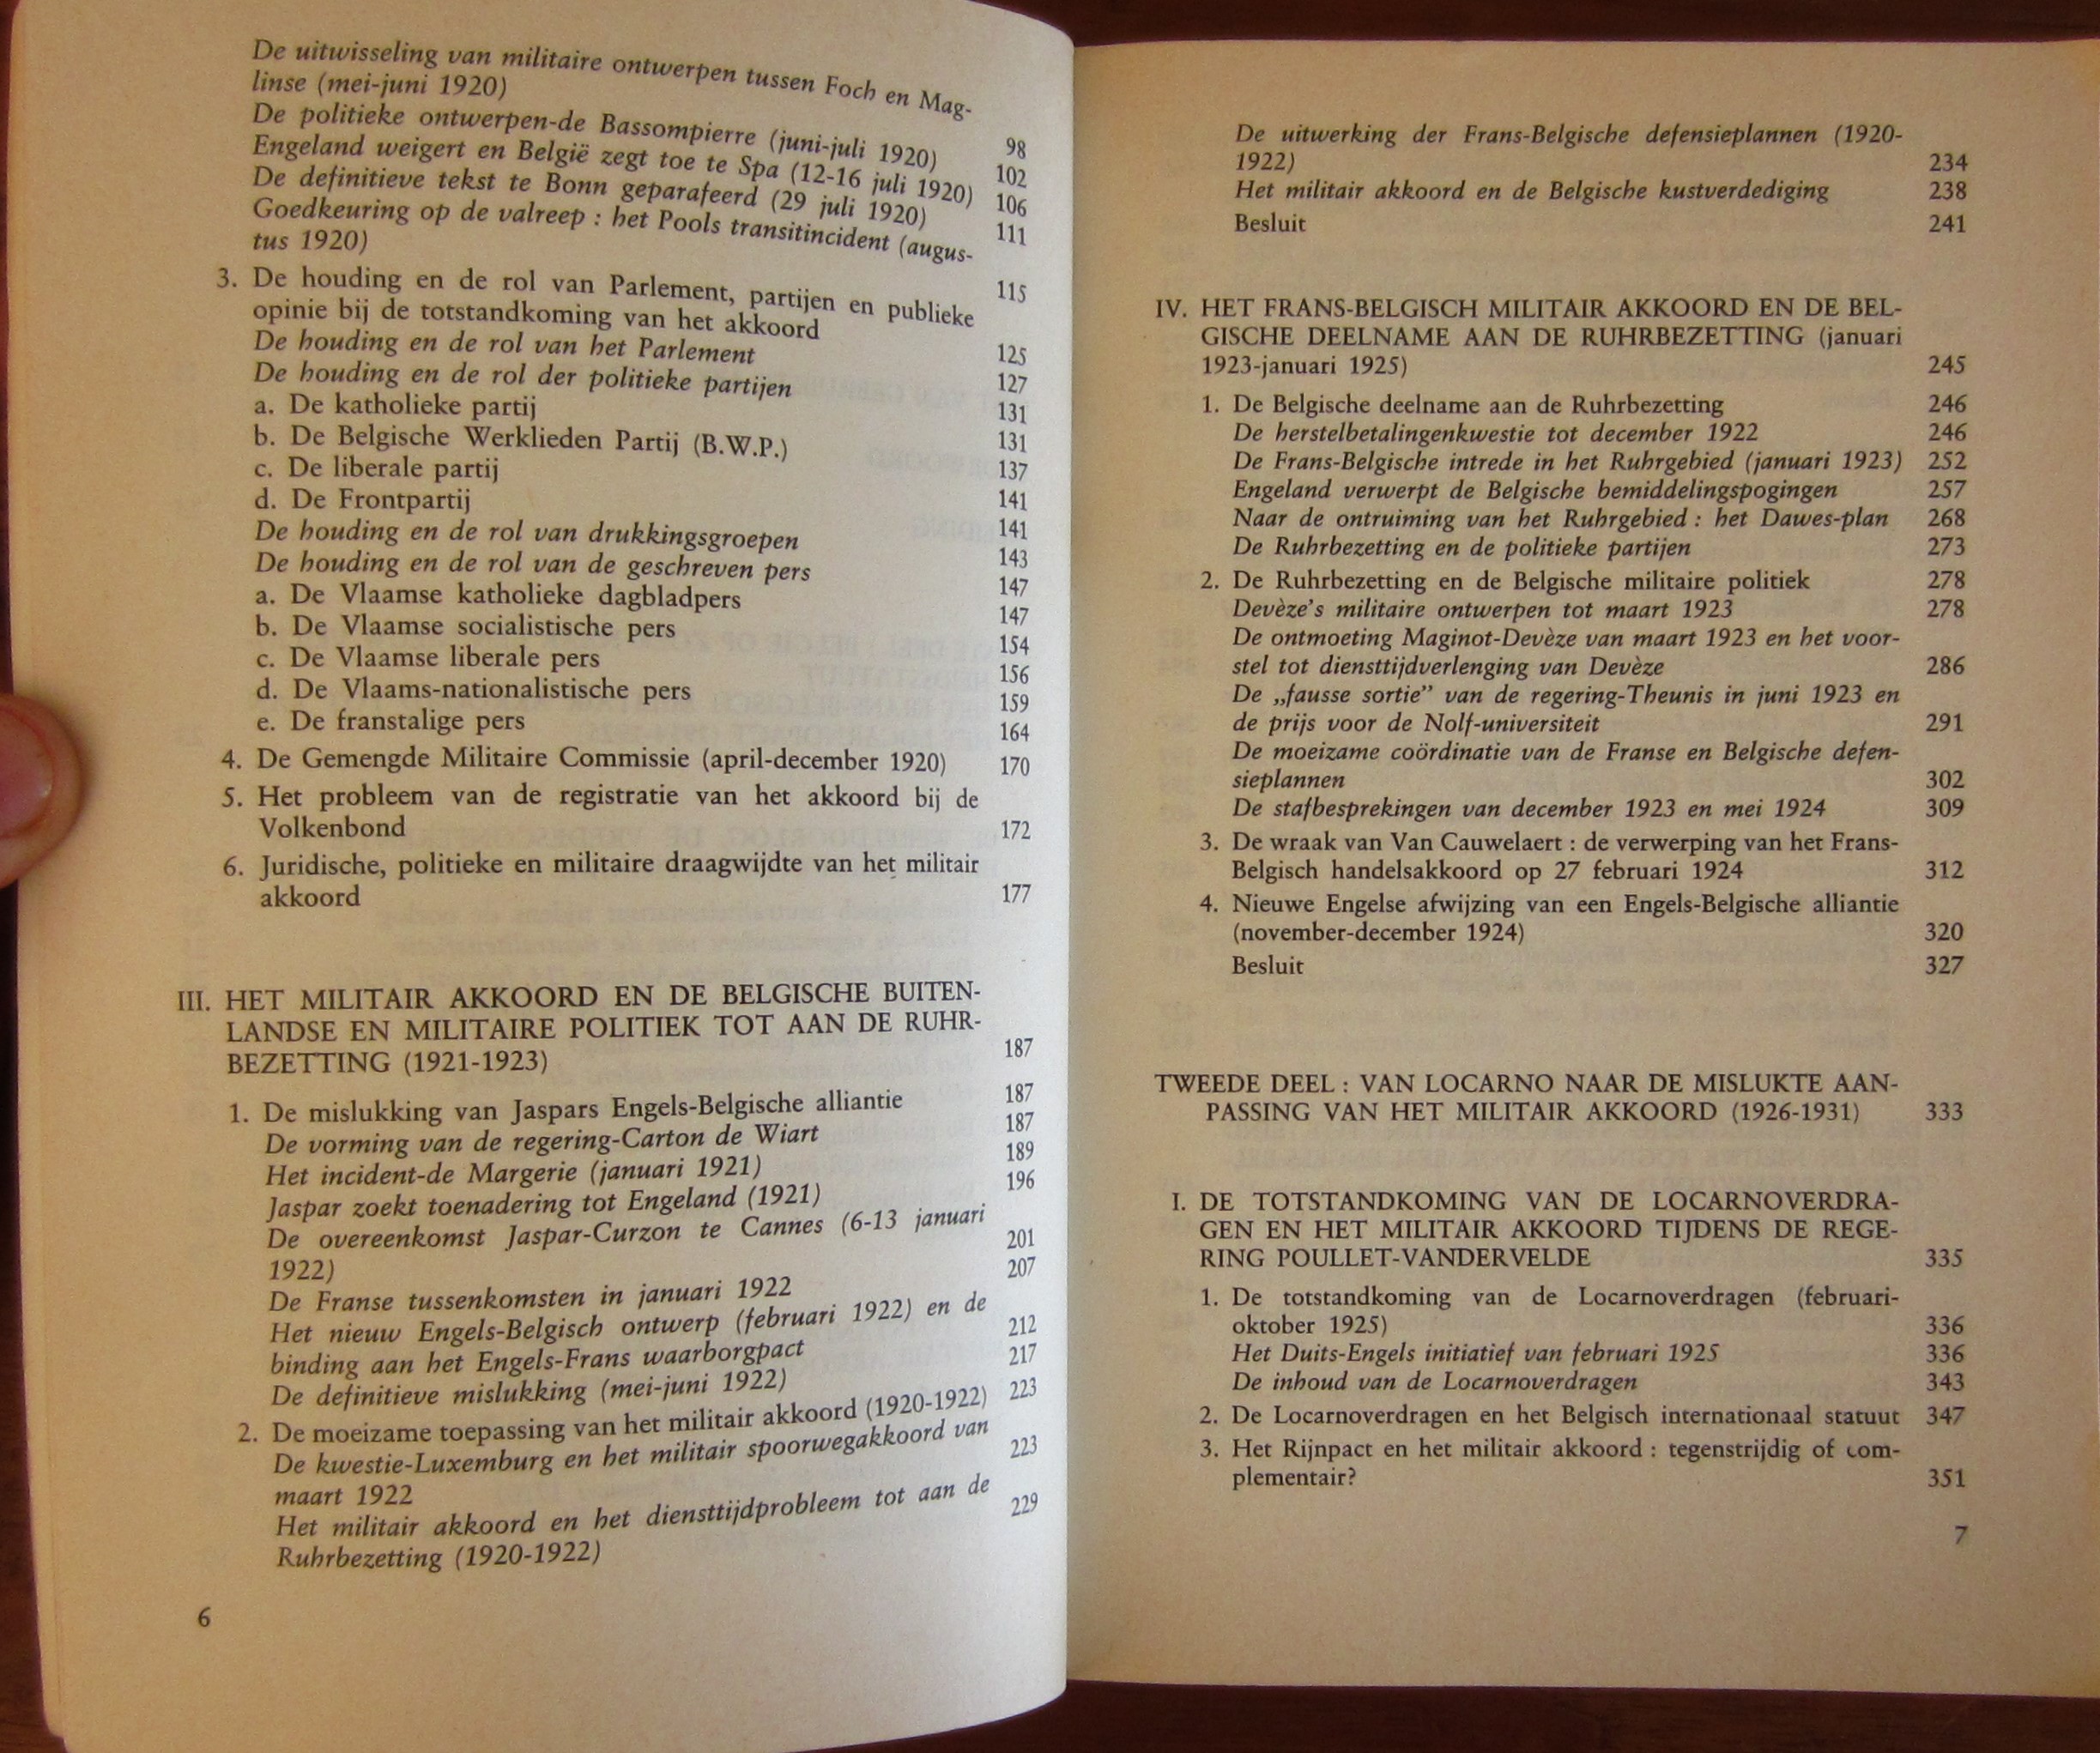 De uitwisseling van militaire ontwerpen tussen Foch en Mag-
linse (mei-juni 1920) 98
De politieke ontwerpen-de Bassompierre (juni-juli 1920) 102
Engeland weigert en België zegt toe te Spa (12-16 juli 1920) 106
De definitieve tekst te Bonn geparafeerd (29 juli 1920) 111
Goedkeuring op de valreep : het Pools transitincident (augus-
tus 1920) 115
3. De houding en de rol van Parlement, partijen en publieke
opinie bij de totstandkoming van het akkoord 125
De houding en de rol van het Parlement 127
De houding en de rol der politieke partijen 131
a. De katholieke partij 131
b. De Belgische Werklieden Partij (B.W.P.) 137
c. De liberale partij 141
d. De Frontpartij 141
De houding en de rol van drukkingsgroepen 143
De houding en de rol van de geschreven pers 147
a. De Vlaamse katholieke dagbladpers 147
b. De Vlaamse socialistische pers 154
c. De Vlaamse liberale pers 156
d. De Vlaams-nationalistische pers 159
e. De franstalige pers 164
4. De Gemengde Militaire Commissie (april-december 1920) 170
5. Het probleem van de registratie van het akkoord bij de
Volkenbond 172
6. Juridische, politieke en militaire draagwijdte van het militair
akkoord 177
III. HET MILITAIR AKKOORD EN DE BELGISCHE BUITEN-
LANDSE EN MILITAIRE POLITIEK TOT AAN DE RUHR-
BEZETTING (1921-1923) 187
1. De mislukking van Jaspars Engels-Belgische alliantie 187
De vorming van de regering-Carton de Wiart 187
Het incident-de Margerie (januari 1921) 189
Jaspar zoekt toenadering tot Engeland (1921) 196
De overeenkomst Jaspar-Curzon te Cannes (6-13 januari
1922) 201
De Franse tussenkomsten in januari 1922 207
Het nieuw Engels-Belgisch ontwerp (februari 1922) en de
binding aan het Engels-Frans waarborgpact 212
De definitieve mislukking (mei-juni 1922) 217
2. De moeizame toepassing van het militair akkoord (1920-1922) 223
De kwestie-Luxemburg en het militair spoorwegakkoord van
maart 1922 223
Het militair akkoord en het diensttijdprobleem tot aan de
Ruhrbezetting (1920-1922) 229
6
De uitwerking der Frans-Belgische defensieplannen (1920-
1922) 234
Het militair akkoord en de Belgische kustverdediging 238
Besluit 241
IV. HET FRANS-BELGISCH MILITAIR AKKOORD EN DE BEL-
GISCHE DEELNAME AAN DE RUHRBEZETTING (januari
1923-januari 1925) 245
1. De Belgische deelname aan de Ruhrbezetting 246
De herstelbetalingenkwestie tot december 1922 246
De Frans-Belgische intrede in het Ruhrgebied (januari 1923) 252
Engeland verwerpt de Belgische bemiddelingspogingen 257
Naar de ontruiming van het Ruhrgebied : het Dawes-plan 268
De Ruhrbezetting en de politieke partijen 273
2. De Ruhrbezetting en de Belgische militaire politiek 278
Devèze's militaire ontwerpen tot maart 1923 278
De ontmoeting Maginot-Devèze van maart 1923 en het voor-
stel tot diensttijdverlenging van Devèze 286
De „fausse sortie” van de regering-Theunis in juni 1923 en
de prijs voor de Nolf-universiteit 291
De moeizame coördinatie van de Franse en Belgische defen-
sieplannen 302
De stafbesprekingen van december 1923 en mei 1924 309
3. De wraak van Van Cauwelaert : de verwerping van het Frans-
Belgisch handelsakkoord op 27 februari 1924 312
4. Nieuwe Engelse afwijzing van een Engels-Belgische alliantie
(november-december 1924) 320
Besluit 327
TWEEDE DEEL : VAN LOCARNO NAAR DE MISLUKTE AAN-
PASSING VAN HET MILITAIR AKKOORD (1926-1931) 333
I. DE TOTSTANDKOMING VAN DE LOCARNOVERDRA-
GEN EN HET MILITAIR AKKOORD TIJDENS DE REGE-
RING POULLET-VANDERVELDE 335
1. De totstandkoming van de Locarnoverdragen (februari-
oktober 1925) 336
Het Duits-Engels initiatief van februari 1925 336
De inhoud van de Locarnoverdragen 343
2. De Locarnoverdragen en het Belgisch internationaal statuut 347
3. Het Rijnpact en het militair akkoord : tegenstrijdig of com-
plementair? 351
7